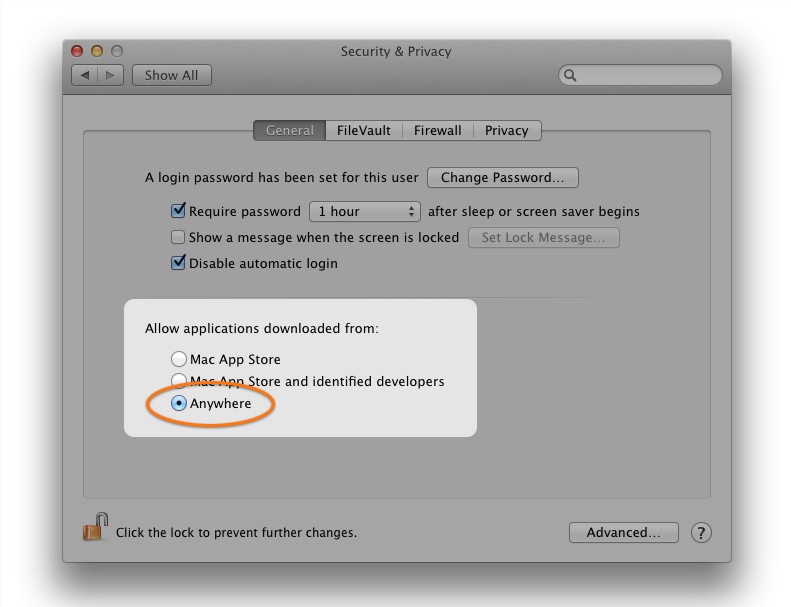 Security & Privacy
Show All
General FileVault Firewall Privacy
A login password has been set for this user Change Password...
Require password 1 hour after sleep or screen saver begins
Show a message when the screen is locked Set Lock Message...
Disable automatic login
Allow applications downloaded from:
Mac App Store
Mac App Store and identified developers
Anywhere
Click the lock to prevent further changes. Advanced... ?